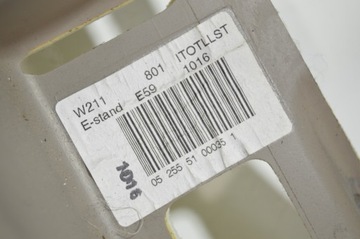 W211 801 ITOTLLST
E-stand E59 1016
05 255 51 00035 1
1016